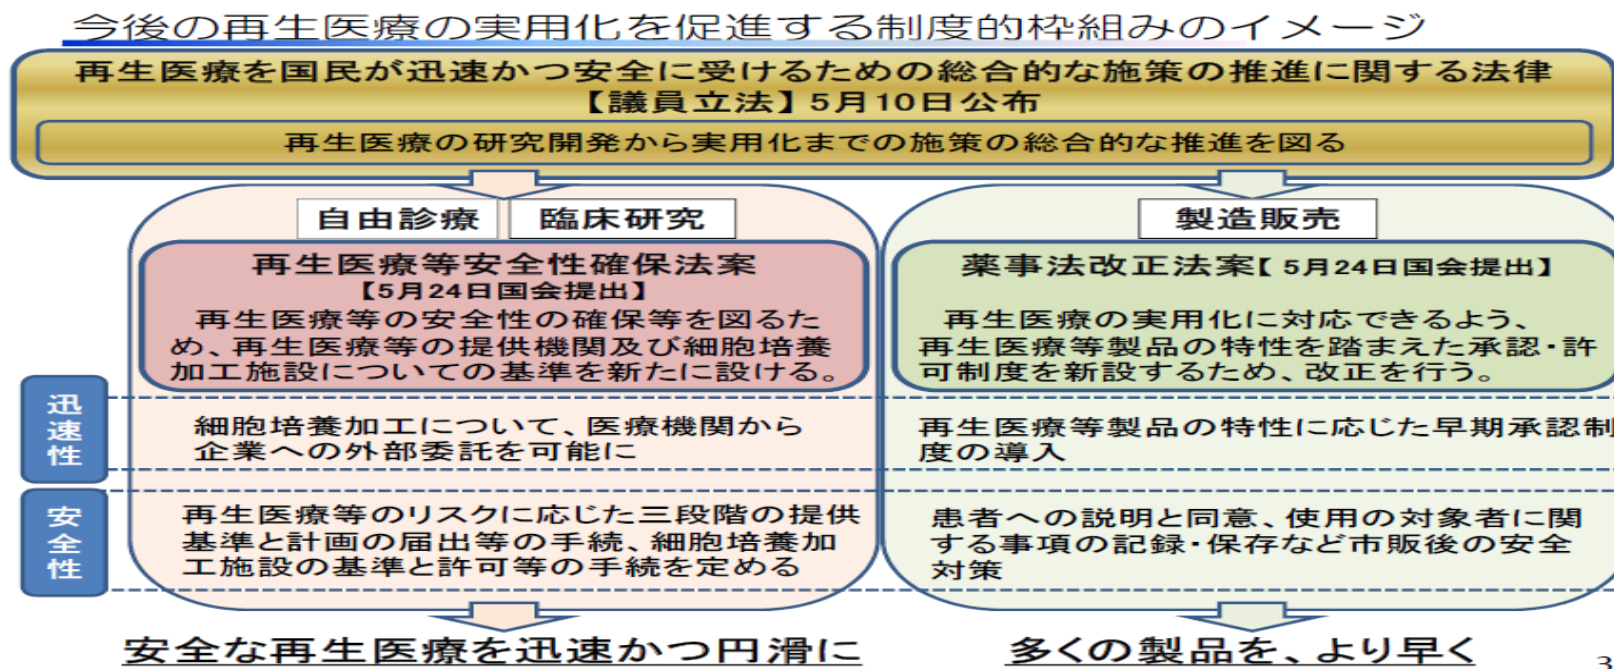 今後の再生医療の実用化を促進する制度的枠組みのイメージ
再生医療を国民が迅速かつ安全に受けるための総合的な施策の推進に関する法律
【議員立法】5月10日公布
再生医療の研究開発から実用化までの施策の総合的な推進を図る
自由診療
臨床研究
再生医療等安全性確保法案
【5月24日国会提出】
再生医療等の安全性の確保等を図るた
め、再生医療等の提供機関及び細胞培養
加工施設についての基準を新たに設ける。
製造販売
薬事法改正法案【5月24日国会提出】
再生医療の実用化に対応できるよう、
再生医療等製品の特性を踏まえた承認・許
可制度を新設するため、改正を行う。
迅速性
細胞培養加工について、医療機関から
企業への外部委託を可能に
再生医療等製品の特性に応じた早期承認制
度の導入
安全性
再生医療等のリスクに応じた三段階の提供
基準と計画の届出等の手続、細胞培養加
工施設の基準と許可等の手続を定める
患者への説明と同意、使用の対象者に関
する事項の記録・保存など市販後の安全
対策
安全な再生医療を迅速かつ円滑に
多くの製品を、より早く
3